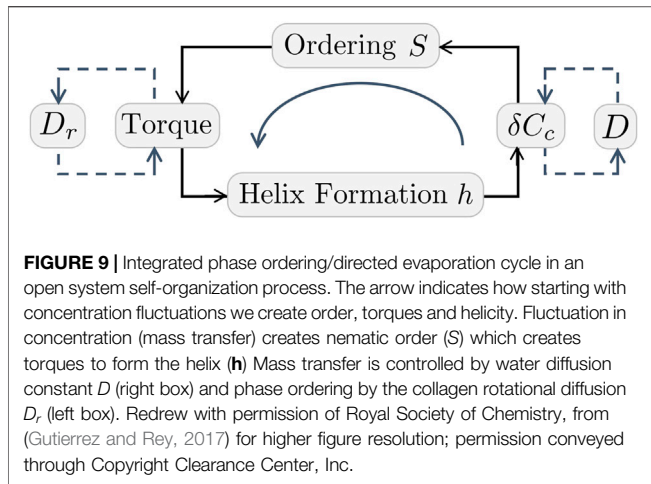 Ordering S
D_r
Torque
δC_c
D
Helix Formation h
FIGURE 9 | Integrated phase ordering/directed evaporation cycle in an
open system self-organization process. The arrow indicates how starting with
concentration fluctuations we create order, torques and helicity. Fluctuation in
concentration (mass transfer) creates nematic order (S) which creates
torques to form the helix (h) Mass transfer is controlled by water diffusion
constant D (right box) and phase ordering by the collagen rotational diffusion
D_r (left box). Redrew with permission of Royal Society of Chemistry, from
(Gutierrez and Rey, 2017) for higher figure resolution; permission conveyed
through Copyright Clearance Center, Inc.